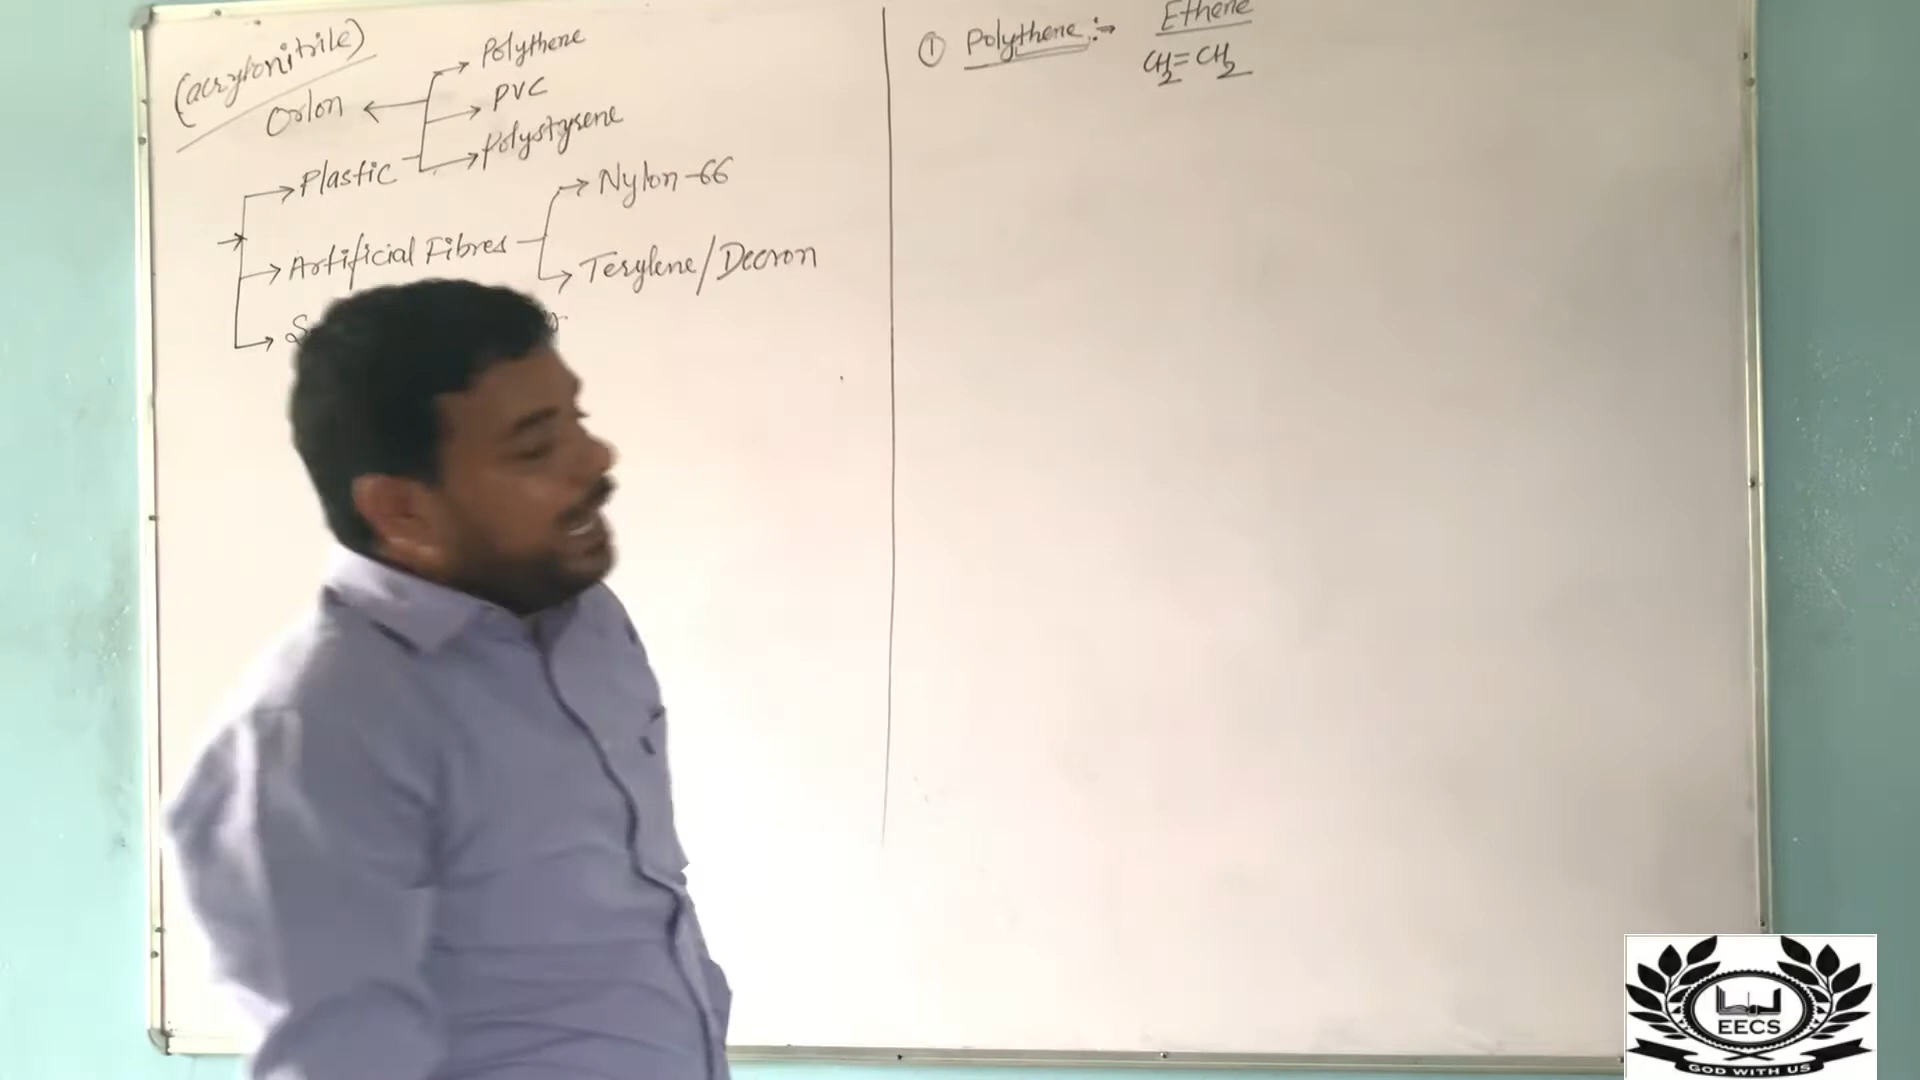 (acrylonitrile)
Orlon
Polythene
PVC
Polystyrene
Plastic
Nylon-66
Artificial Fibres
Terylene/Decron
① Polythene :→ Ethene
CH2=CH2
EECS
GOD WITH US